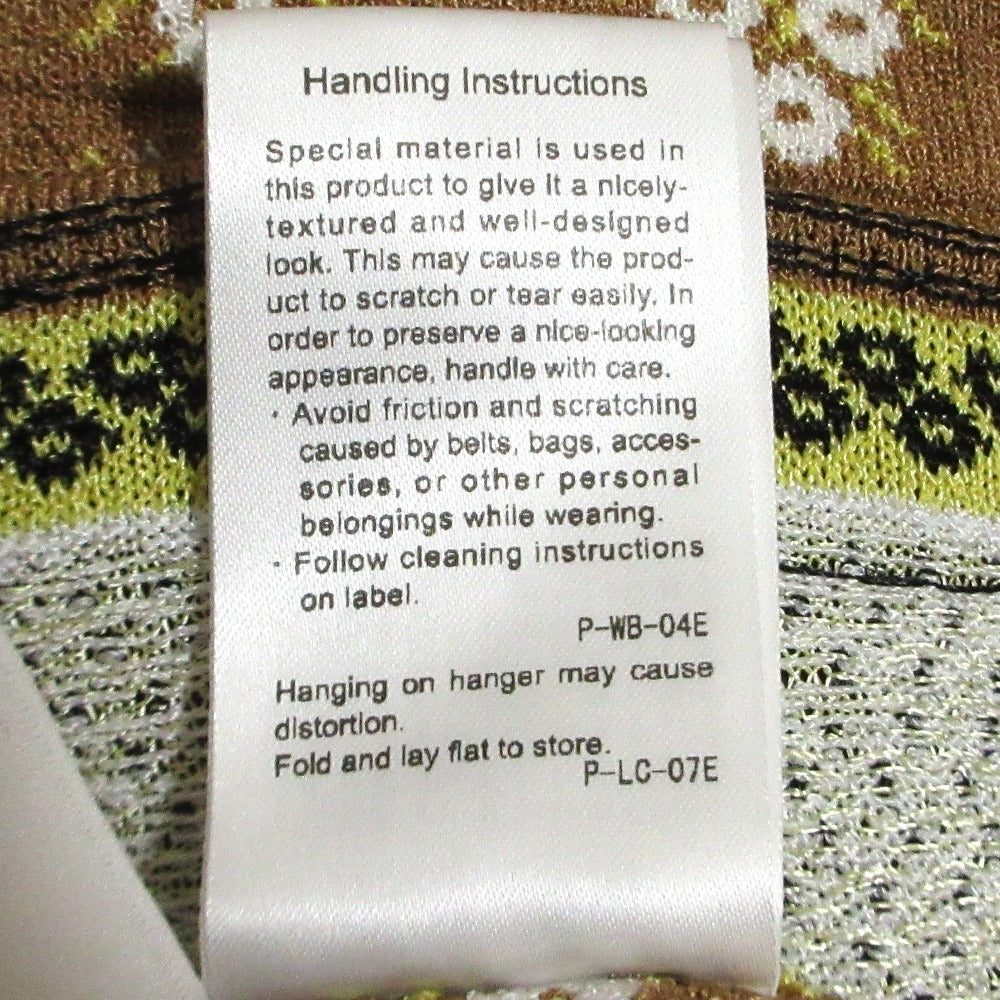 Handling Instructions
Special material is used in
this product to give it a nicely-
textured and well-designed
look. This may cause the prod-
uct to scratch or tear easily. In
order to preserve a nice-looking
appearance, handle with care.
· Avoid friction and scratching
caused by belts, bags, acces-
sories, or other personal
belongings while wearing.
· Follow cleaning instructions
on label.
P-WB-04E
Hanging on hanger may cause
distortion.
Fold and lay flat to store.
P-LC-07E